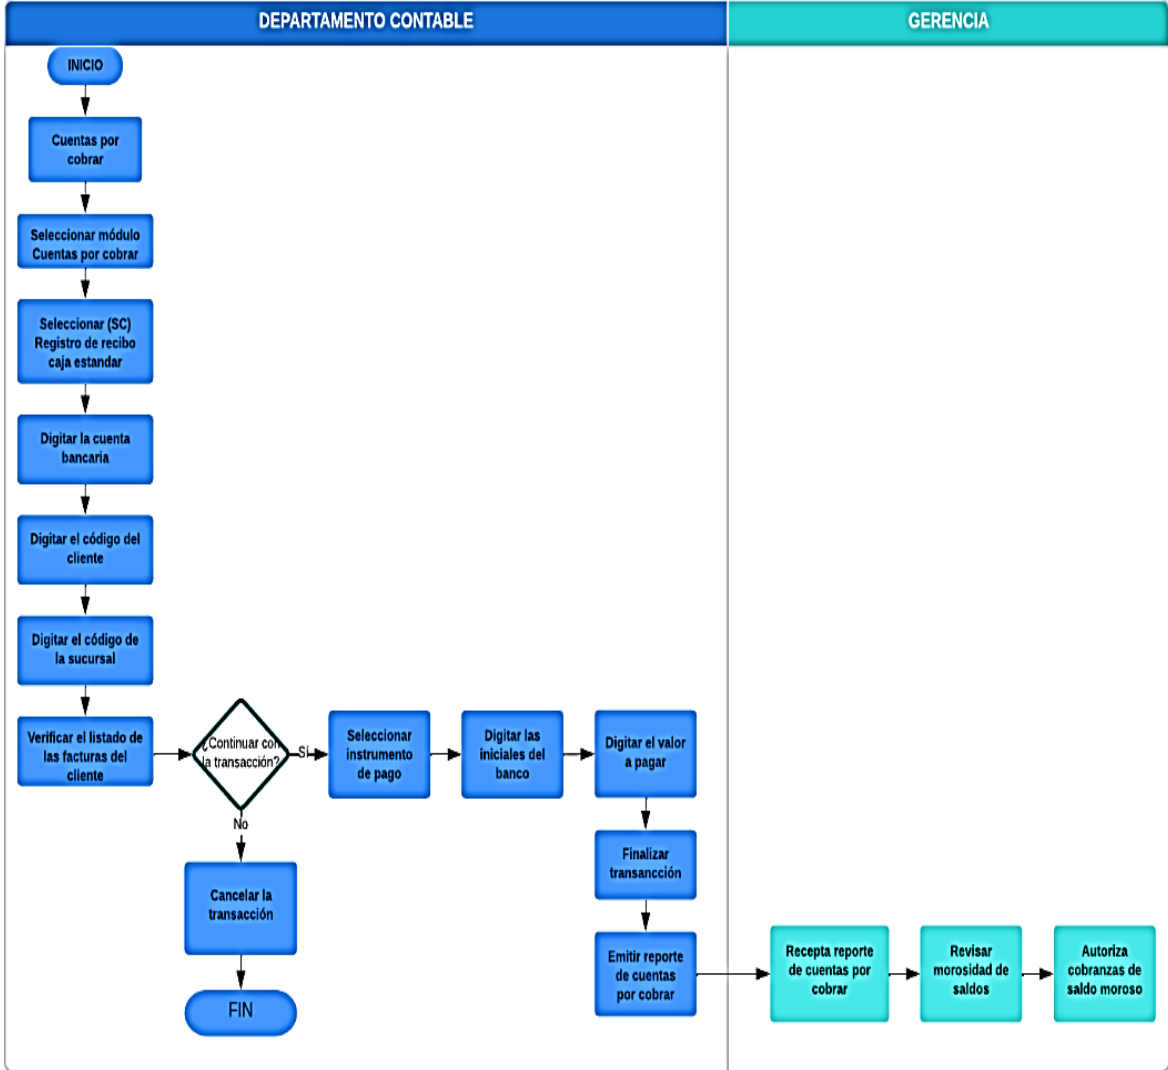 DEPARTAMENTO CONTABLE
GERENCIA
INICIO
Cuentas por
cobrar
Seleccionar módulo
Cuentas por cobrar
Seleccionar (SC)
Registro de recibo
caja estandar
Digitar la cuenta
bancaria
Digitar el código del
cliente
Digitar el código de
la sucursal
Verificar el listado de
las facturas del
cliente
¿Continuar con
la transacción?
Sí
No
Cancelar la
transacción
FIN
Seleccionar
instrumento
de pago
Digitar las
iniciales del
banco
Digitar el valor
a pagar
Finalizar
transancción
Emitir reporte
de cuentas
por cobrar
Recepta reporte
de cuentas por
cobrar
Revisar
morosidad de
saldos
Autoriza
cobranzas de
saldo moroso